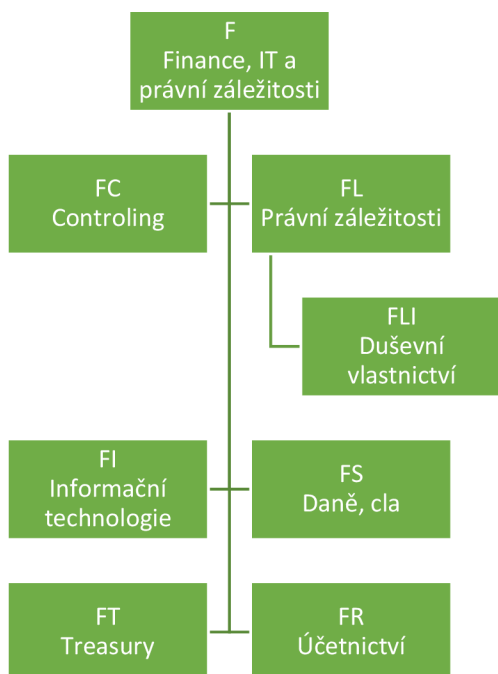 F
Finance, IT a
právní záležitosti
FC
Controling
FL
Právní záležitosti
FLI
Duševní
vlastnictví
FI
Informační
technologie
FS
Daně, cla
FT
Treasury
FR
Účetnictví